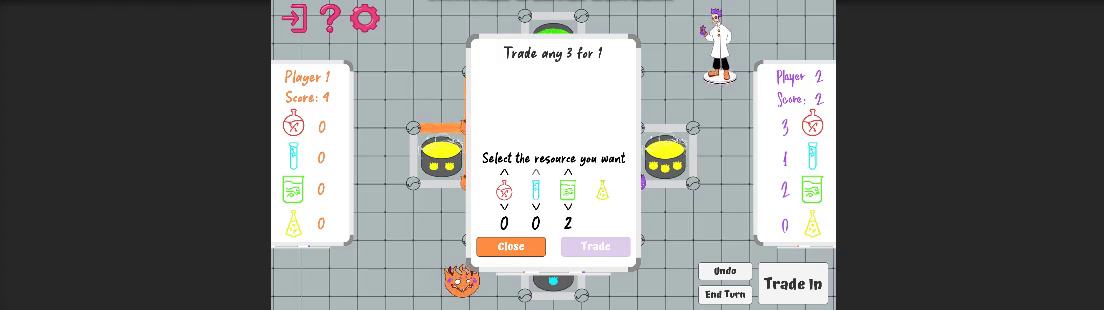 Player 1
Score: 4
0
0
0
0
Trade any 3 for 1
Select the resource you want
0 0 2
Close
Trade
Player 2
Score: 2
3
1
2
0
Undo
End Turn
Trade In